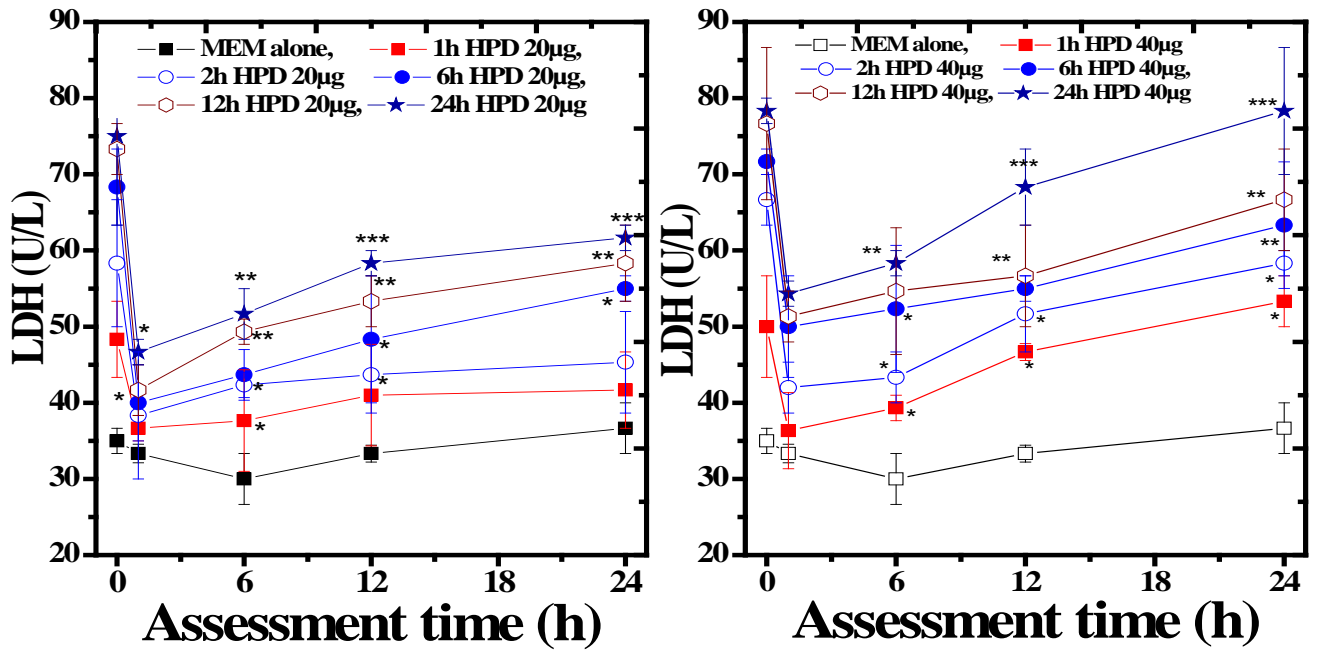 90
80
70
60
50
40
30
20
LDH (U/L)
MEM alone, 1h HPD 20µg,
2h HPD 20µg 6h HPD 20µg,
12h HPD 20µg, 24h HPD 20µg
* * ** ** * * * *** ** * * *** ** *
0 6 12 24
Assessment time (h)
90
80
70
60
50
40
30
20
LDH (U/L)
MEM alone, 1h HPD 40µg
2h HPD 40µg 6h HPD 40µg,
12h HPD 40µg, 24h HPD 40µg
** * * * *** ** * * *** ** ** * *
0 6 12 24
Assessment time (h)